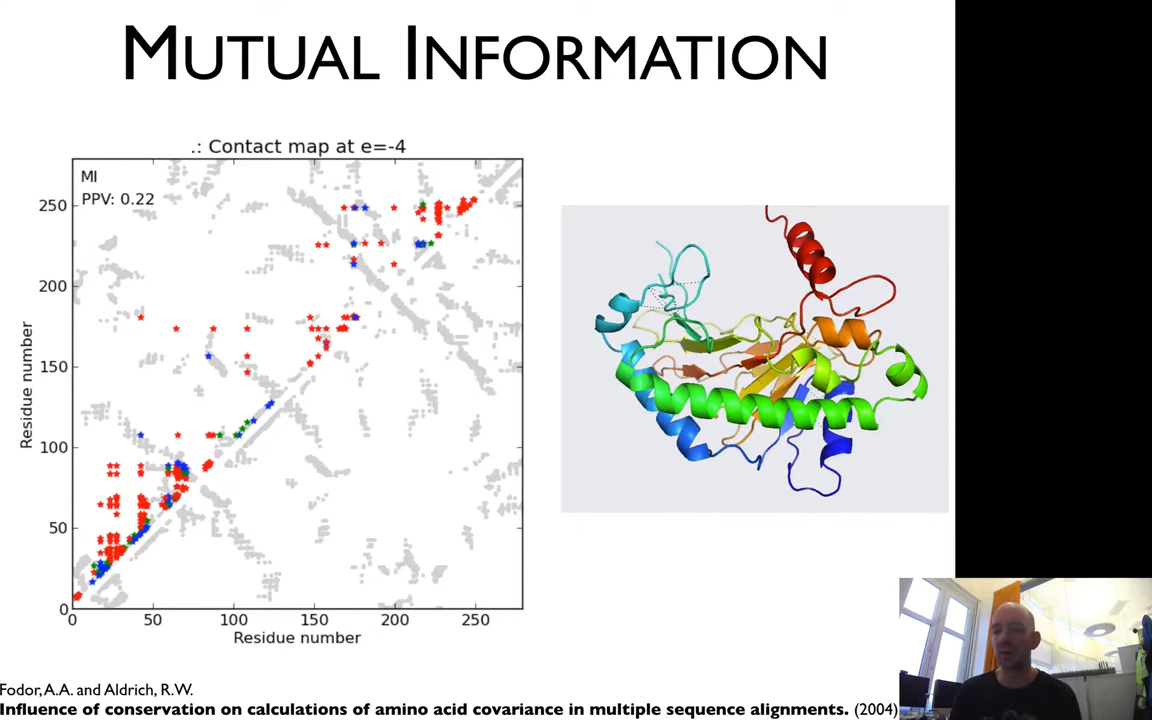 MUTUAL INFORMATION
.: Contact map at e=-4
MI
PPV: 0.22
250
200
150
100
50
0
0 50 100 150 200 250
Residue number
Residue number
Fodor, A.A. and Aldrich, R.W.
Influence of conservation on calculations of amino acid covariance in multiple sequence alignments. (2004)